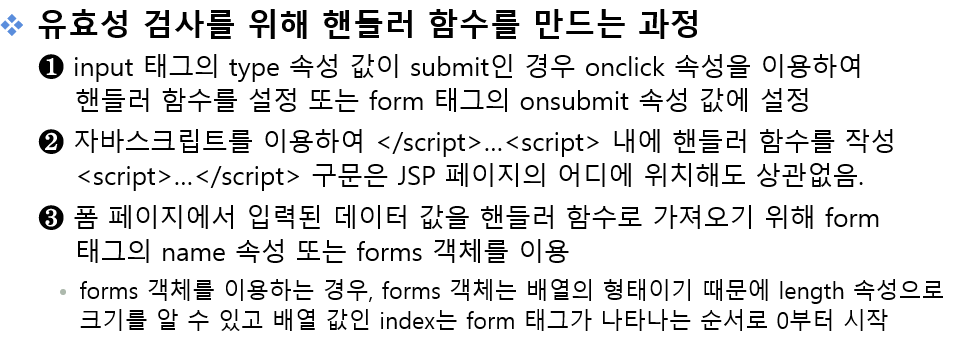 ❖ 유효성 검사를 위해 핸들러 함수를 만드는 과정
❶ input 태그의 type 속성 값이 submit인 경우 onclick 속성을 이용하여
핸들러 함수를 설정 또는 form 태그의 onsubmit 속성 값에 설정
❷ 자바스크립트를 이용하여 </script>…<script> 내에 핸들러 함수를 작성
<script>…</script> 구문은 JSP 페이지의 어디에 위치해도 상관없음.
❸ 폼 페이지에서 입력된 데이터 값을 핸들러 함수로 가져오기 위해 form
태그의 name 속성 또는 forms 객체를 이용
• forms 객체를 이용하는 경우, forms 객체는 배열의 형태이기 때문에 length 속성으로
크기를 알 수 있고 배열 값인 index는 form 태그가 나타나는 순서로 0부터 시작